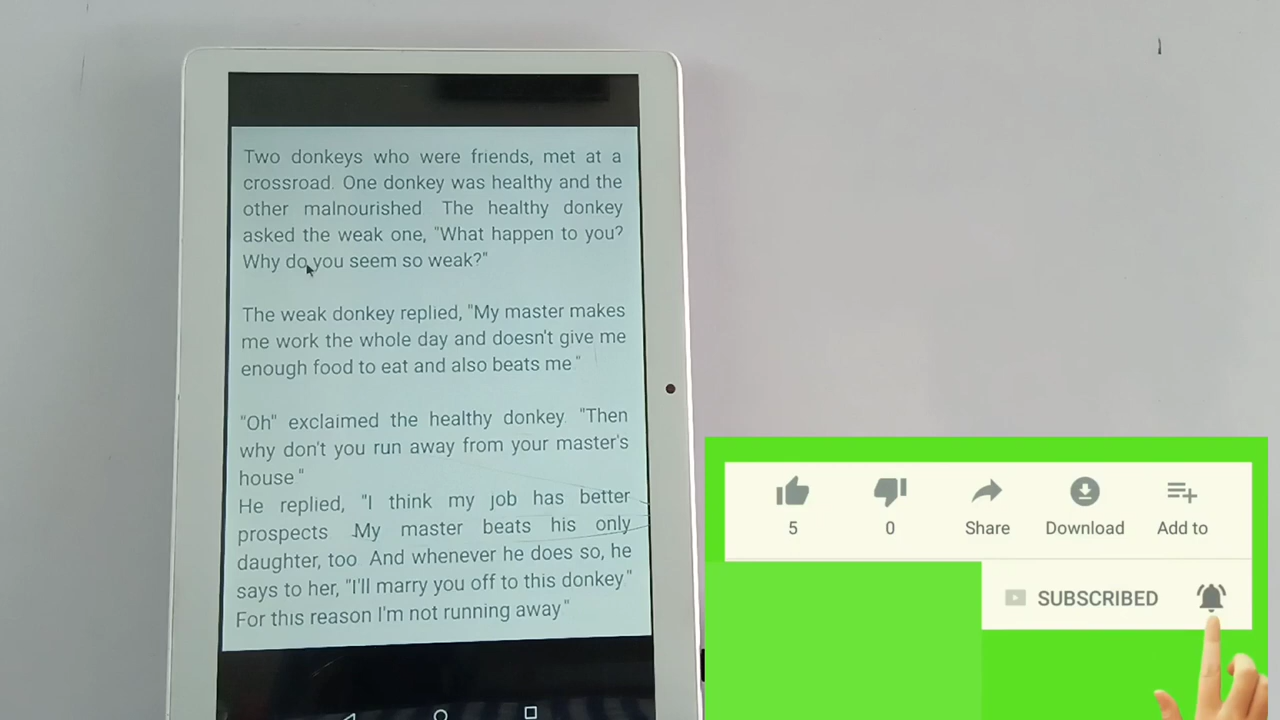 Two donkeys who were friends, met at a
crossroad. One donkey was healthy and the
other malnourished. The healthy donkey
asked the weak one, "What happen to you?
Why do you seem so weak?"
The weak donkey replied, "My master makes
me work the whole day and doesn't give me
enough food to eat and also beats me."
"Oh" exclaimed the healthy donkey. "Then
why don't you run away from your master's
house."
He replied, "I think my job has better
prospects. My master beats his only
daughter, too. And whenever he does so, he
says to her, "I'll marry you off to this donkey."
For this reason I'm not running away"
5
0
Share
Download
Add to
SUBSCRIBED